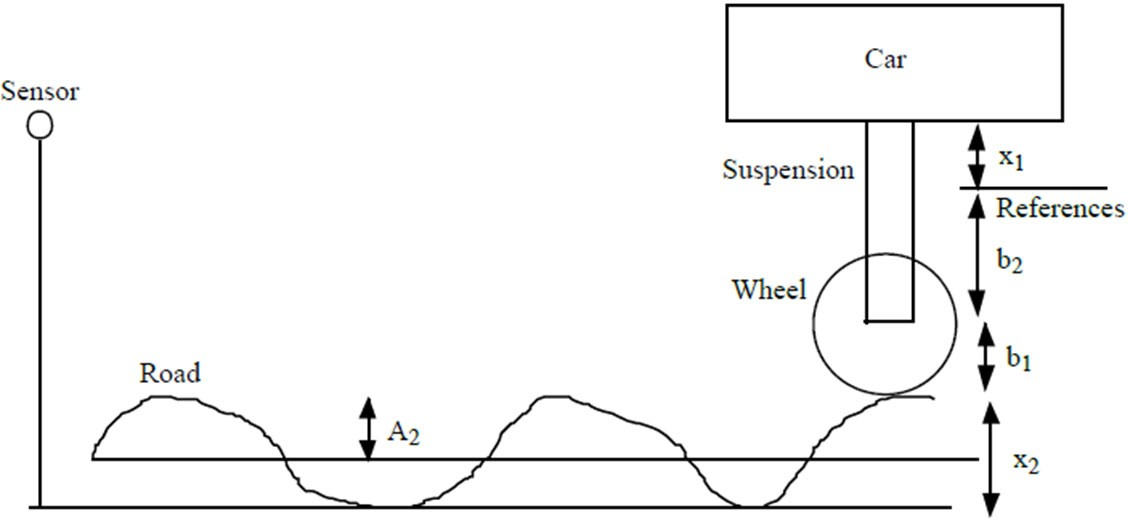 Car
Sensor
x1
Suspension
References
b2
Wheel
b1
Road
A2
x2